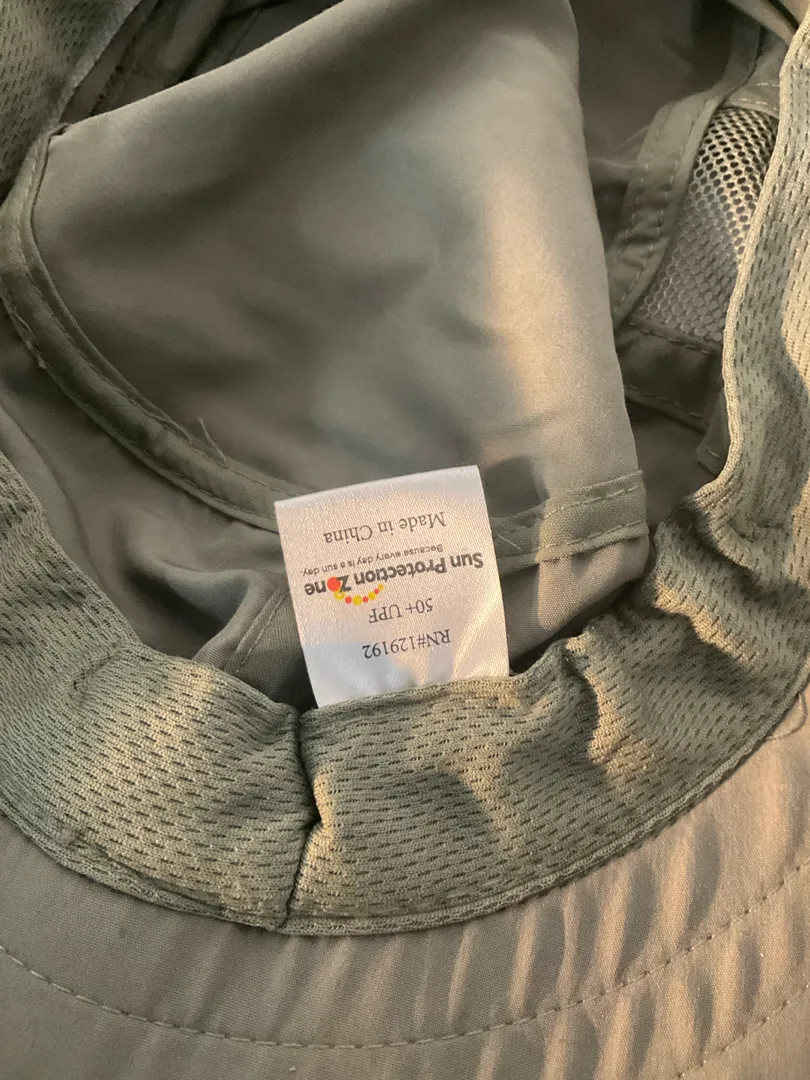 RN#129192
50+ UPF
Sun Protection Zone
Because every day is a sun day
Made in China